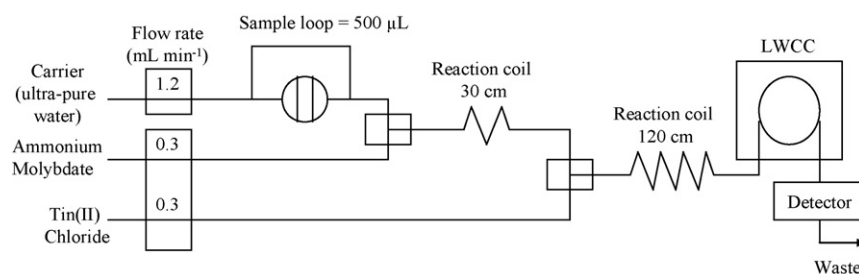 Sample loop = 500 µL
Flow rate
(mL min⁻¹)
LWCC
Carrier
(ultra-pure
water)
1.2
Reaction coil
30 cm
Reaction coil
120 cm
Ammonium
Molybdate
0.3
0.3
Tin(II)
Chloride
Detector
Waste